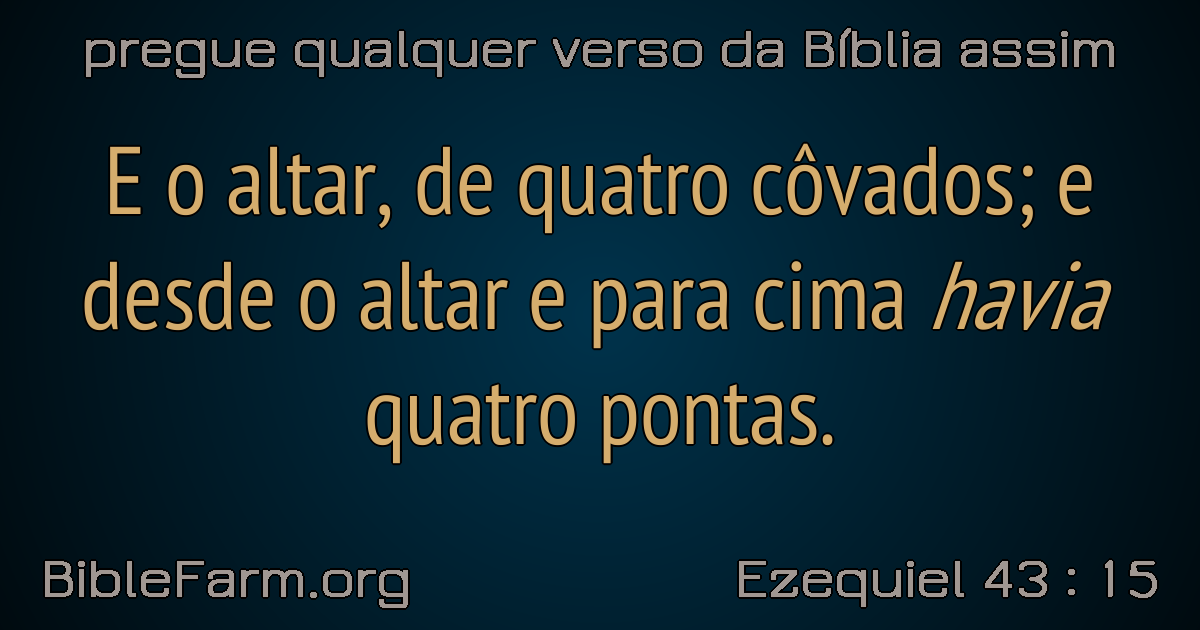 pregue qualquer verso da Bíblia assim
E o altar, de quatro côvados; e
desde o altar e para cima havia
quatro pontas.
BibleFarm.org
Ezequiel 43 : 15